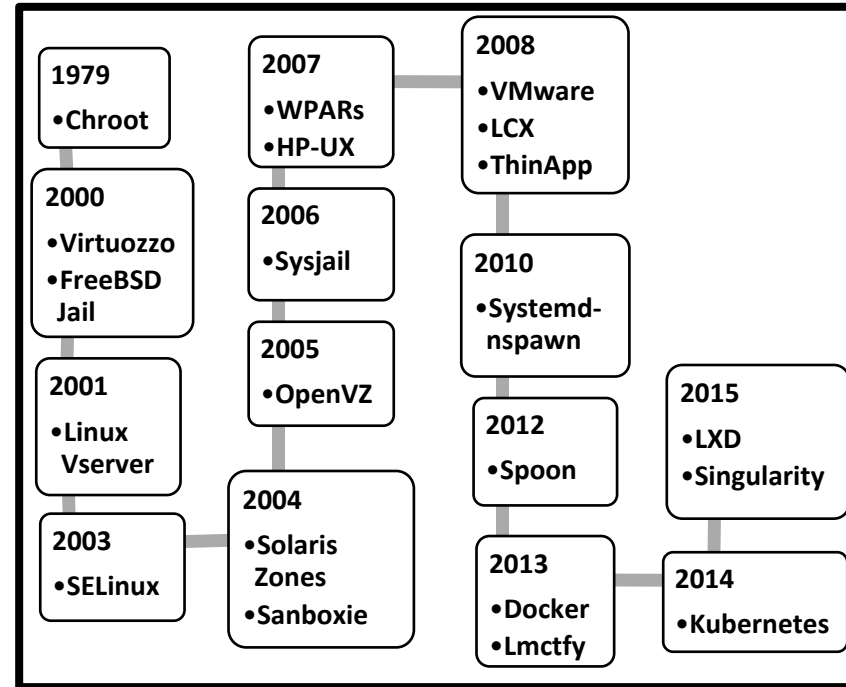 1979
•Chroot
2000
•Virtuozzo
•FreeBSD
Jail
2001
•Linux
Vserver
2003
•SELinux
2004
•Solaris
Zones
•Sanboxie
2005
•OpenVZ
2006
•Sysjail
2007
•WPARs
•HP-UX
2008
•VMware
•LCX
•ThinApp
2010
•Systemd-
nspawn
2012
•Spoon
2013
•Docker
•Lmctfy
2014
•Kubernetes
2015
•LXD
•Singularity